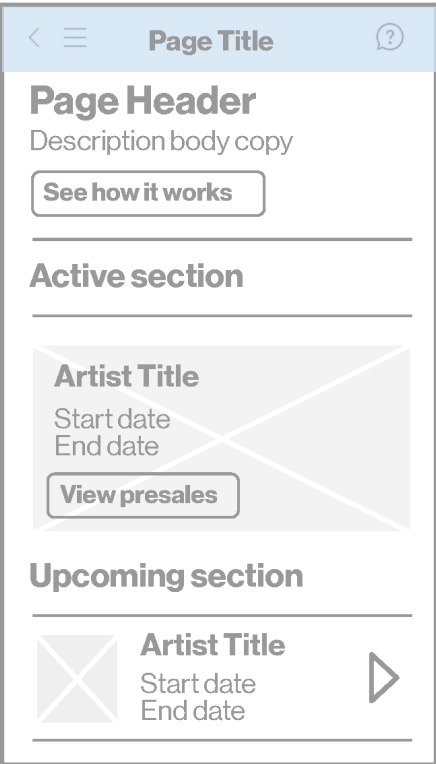 Page Title
?
Page Header
Description body copy
See how it works
Active section
Artist Title
Start date
End date
View presales
Upcoming section
Artist Title
Start date
End date